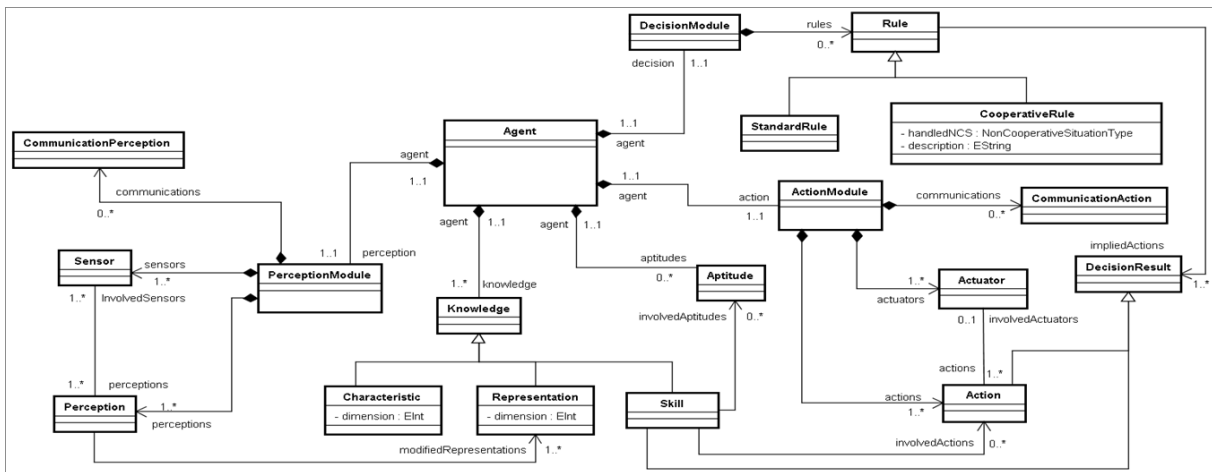 DecisionModule
rules
0..*
Rule
decision
1..1
StandardRule
CooperativeRule
- handledNCS : NonCooperativeSituationType
- description : EString
Agent
1..1
agent
CommunicationPerception
communications
0..*
agent
1..1
1..1
agent
action
1..1
ActionModule
communications
0..*
CommunicationAction
agent
1..1
agent
1..1
perception
PerceptionModule
Sensor
sensors
1..*
1..*
InvolvedSensors
1..*
knowledge
Knowledge
aptitudes
0..*
Aptitude
involvedAptitudes
0..*
1..*
actuators
Actuator
0..1
involvedActuators
impliedActions
DecisionResult
1..*
1..*
perceptions
Perception
1..*
perceptions
Characteristic
- dimension : EInt
Representation
- dimension : EInt
modifiedRepresentations
1..*
Skill
actions
1..*
actions
1..*
Action
involvedActions
0..*